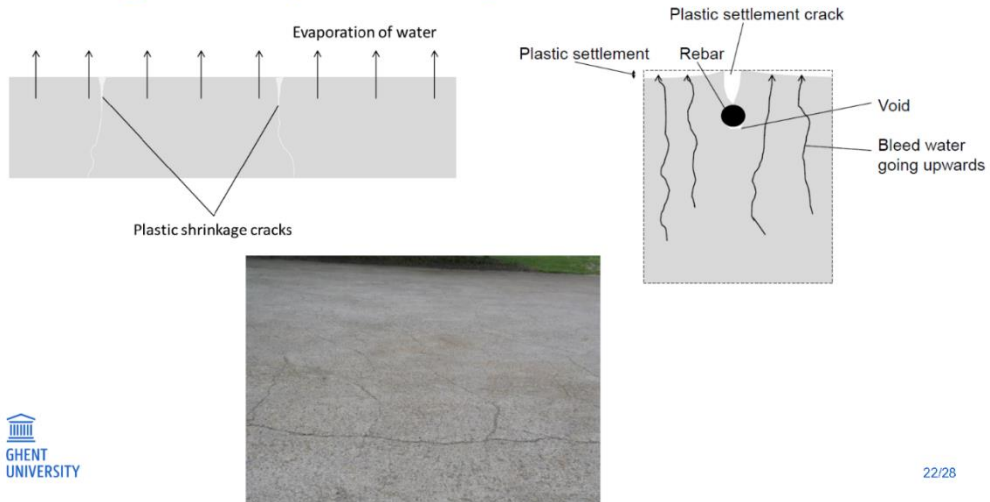 Evaporation of water
Plastic shrinkage cracks
Plastic settlement crack
Plastic settlement
Rebar
Void
Bleed water
going upwards
GHENT
UNIVERSITY
22/28